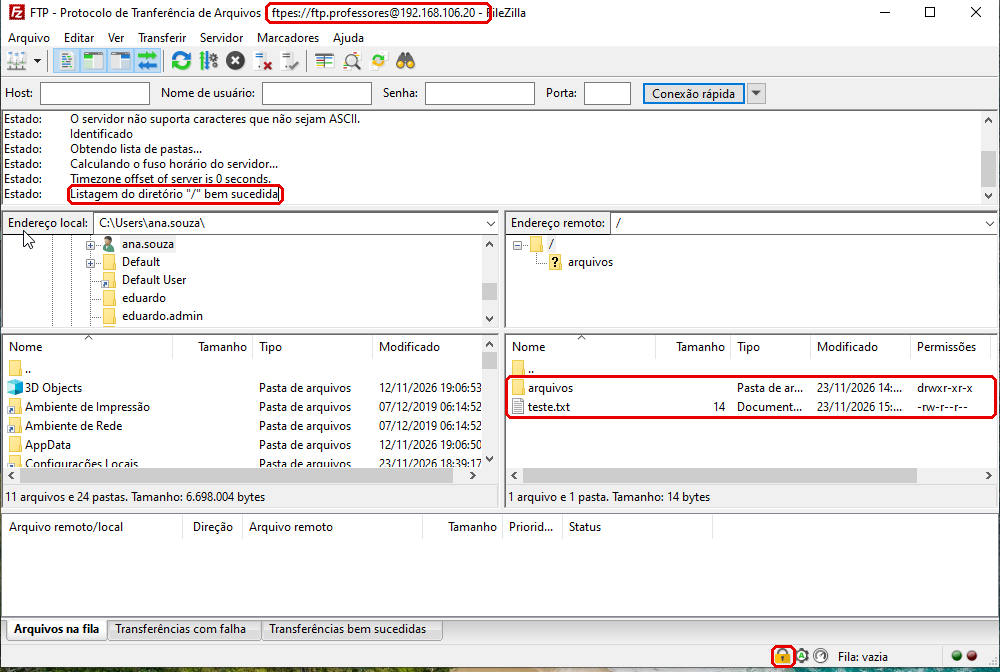 FTP - Protocolo de Tranferência de Arquivos ftpes://ftp.professores@192.168.106.20 - FileZilla
Arquivo Editar Ver Transferir Servidor Marcadores Ajuda
Host: Nome de usuário: Senha: Porta: Conexão rápida
Estado: O servidor não suporta caracteres que não sejam ASCII.
Estado: Identificado
Estado: Obtendo lista de pastas...
Estado: Calculando o fuso horário do servidor...
Estado: Timezone offset of server is 0 seconds.
Estado: Listagem do diretório "/" bem sucedida
Endereço local: C:\Users\ana.souza\
ana.souza
Default
Default User
eduardo
eduardo.admin
Endereço remoto: /
/
? arquivos
Nome Tamanho Tipo Modificado
..
3D Objects Pasta de arquivos 12/11/2026 19:06:53
Ambiente de Impressão Pasta de arquivos 07/12/2019 06:14:52
Ambiente de Rede Pasta de arquivos 07/12/2019 06:14:52
AppData Pasta de arquivos 12/11/2026 19:06:50
Configurações Locais Pasta de arquivos 23/11/2026 18:39:17
11 arquivos e 24 pastas. Tamanho: 6.698.004 bytes
Nome Tamanho Tipo Modificado Permissões
..
arquivos Pasta de ar... 23/11/2026 14:... drwxr-xr-x
teste.txt 14 Document... 23/11/2026 15:... -rw-r--r--
1 arquivo e 1 pasta. Tamanho: 14 bytes
Arquivo remoto/local Direção Arquivo remoto Tamanho Priorid... Status
Arquivos na fila Transferências com falha Transferências bem sucedidas
Fila: vazia